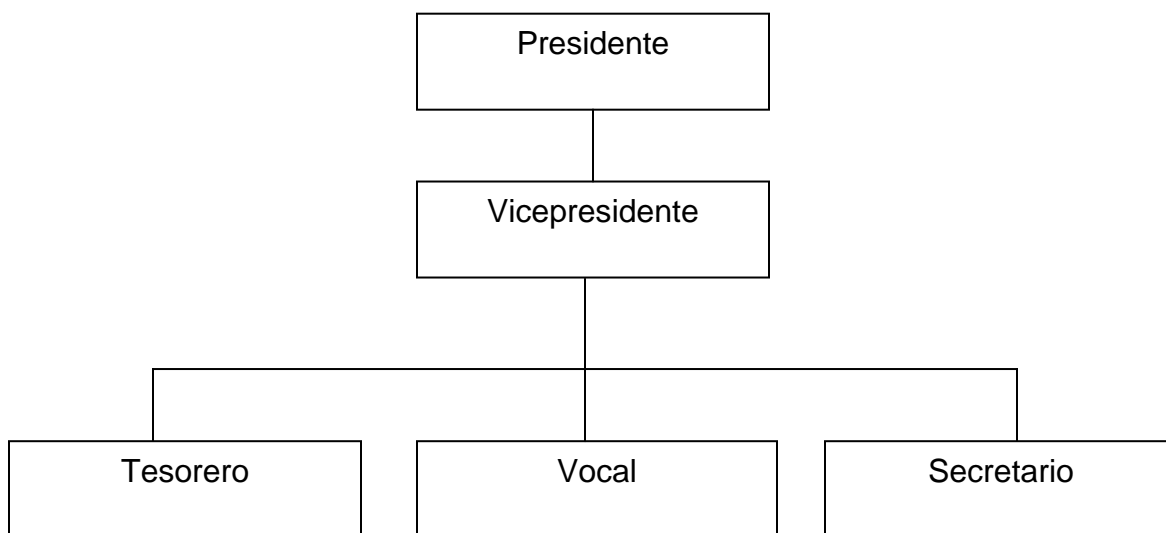 Presidente
Vicepresidente
Tesorero
Vocal
Secretario